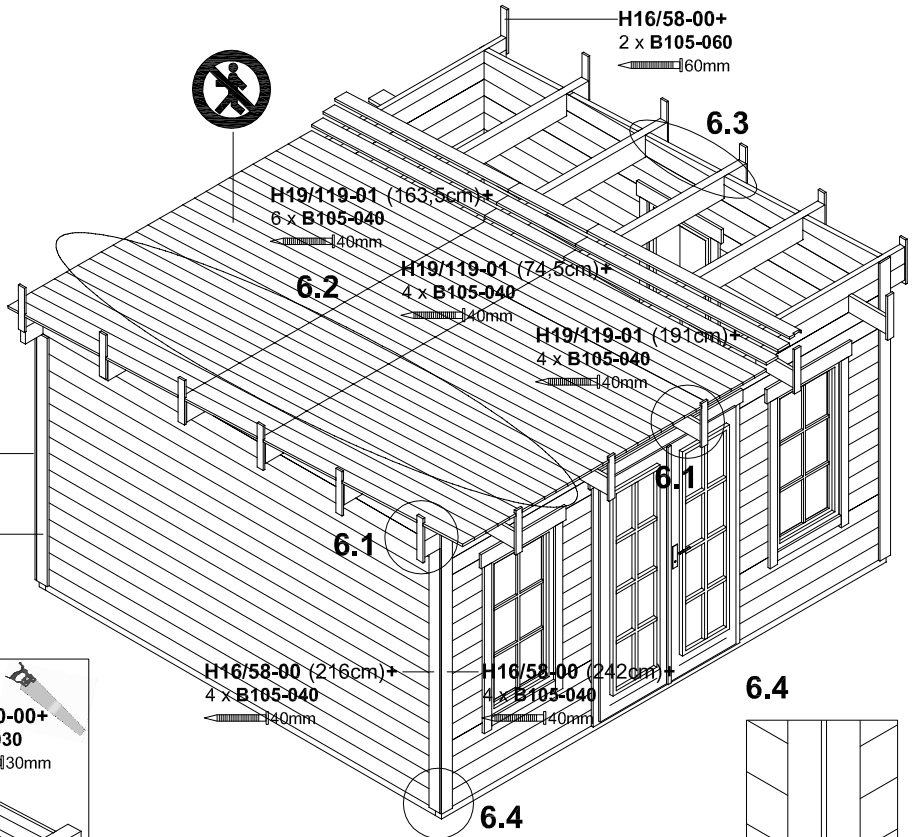 H16/58-00+
2 x B105-060
60mm
6.3
H19/119-01 (163,5cm)+
6 x B105-040
40mm
6.2
H19/119-01 (74,5cm)+
4 x B105-040
40mm
H19/119-01 (191cm)+
4 x B105-040
40mm
6.1
6.1
H16/58-00 (216cm)+
4 x B105-040
40mm
H16/58-00 (242cm)+
4 x B105-040
40mm
6.4
0-00+
030
30mm
6.4